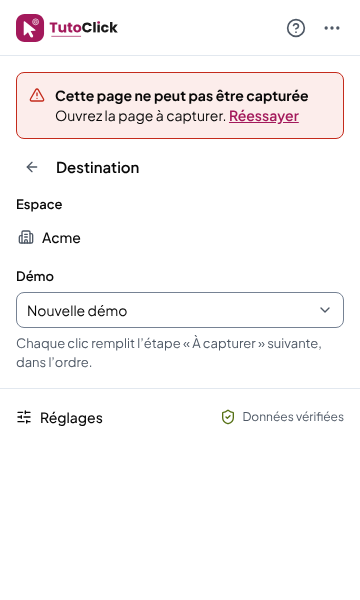 TutoClick
Cette page ne peut pas être capturée
Ouvrez la page à capturer. Réessayer
Destination
Espace
Acme
Démo
Nouvelle démo
Chaque clic remplit l'étape « À capturer » suivante,
dans l'ordre.
Réglages
Données vérifiées